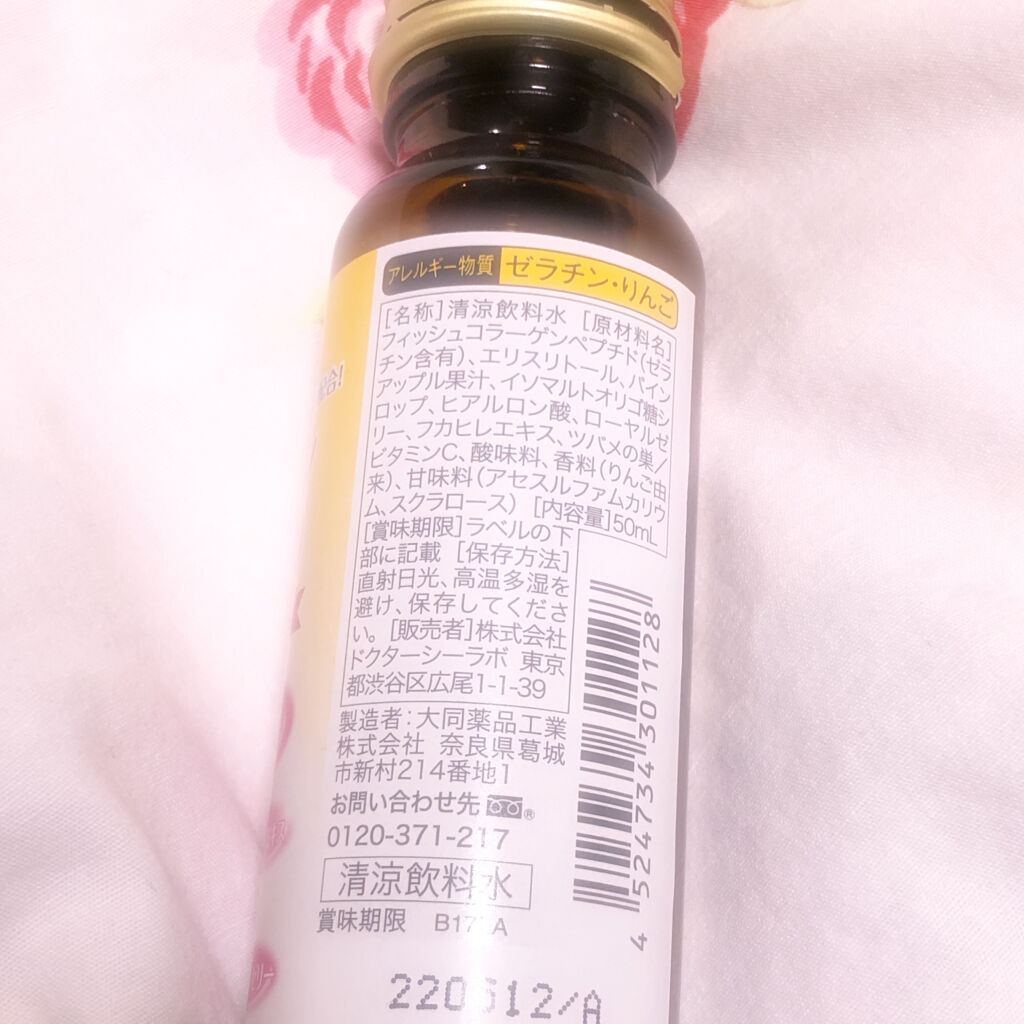 アレルギー物質 ゼラチン・りんご
[名称]清涼飲料水 [原材料名]
フィッシュコラーゲンペプチド(ゼラ
チン含有)、エリスリトール、パイン
アップル果汁、イソマルトオリゴ糖シ
ロップ、ヒアルロン酸、ローヤルゼ
リー、フカヒレエキス、ツバメの巣/
ビタミンC、酸味料、香料(りんご由
来)、甘味料(アセスルファムカリウ
ム、スクラロース) [内容量]50mL
[賞味期限]ラベルの下
部に記載 [保存方法]
直射日光、高温多湿を
避け、保存してくださ
い。[販売者]株式会社
ドクターシーラボ 東京
都渋谷区広尾1-1-39
製造者:大同薬品工業
株式会社 奈良県葛城
市新村214番地1
お問い合わせ先 ®
0120-371-217
清涼飲料水
賞味期限
4 524734 301128